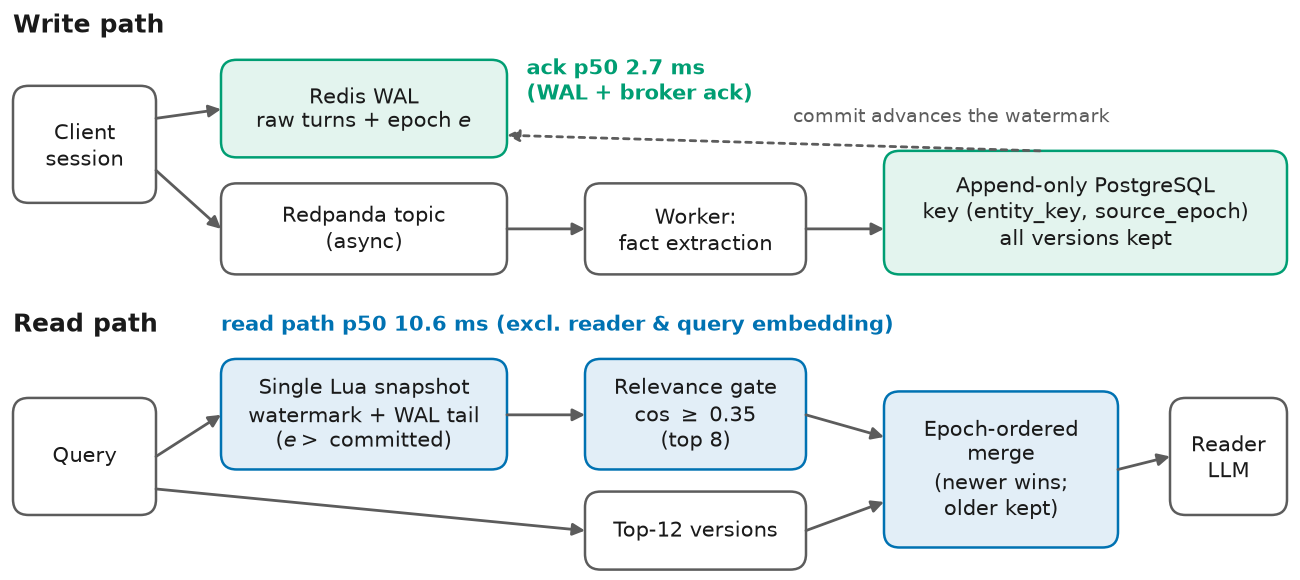 Write path
Client
session
Redis WAL
raw turns + epoch e
ack p50 2.7 ms
(WAL + broker ack)
commit advances the watermark
Redpanda topic
(async)
Worker:
fact extraction
Append-only PostgreSQL
key (entity_key, source_epoch)
all versions kept
Read path
read path p50 10.6 ms (excl. reader & query embedding)
Query
Single Lua snapshot
watermark + WAL tail
(e > committed)
Relevance gate
cos ≥ 0.35
(top 8)
Top-12 versions
Epoch-ordered
merge
(newer wins;
older kept)
Reader
LLM